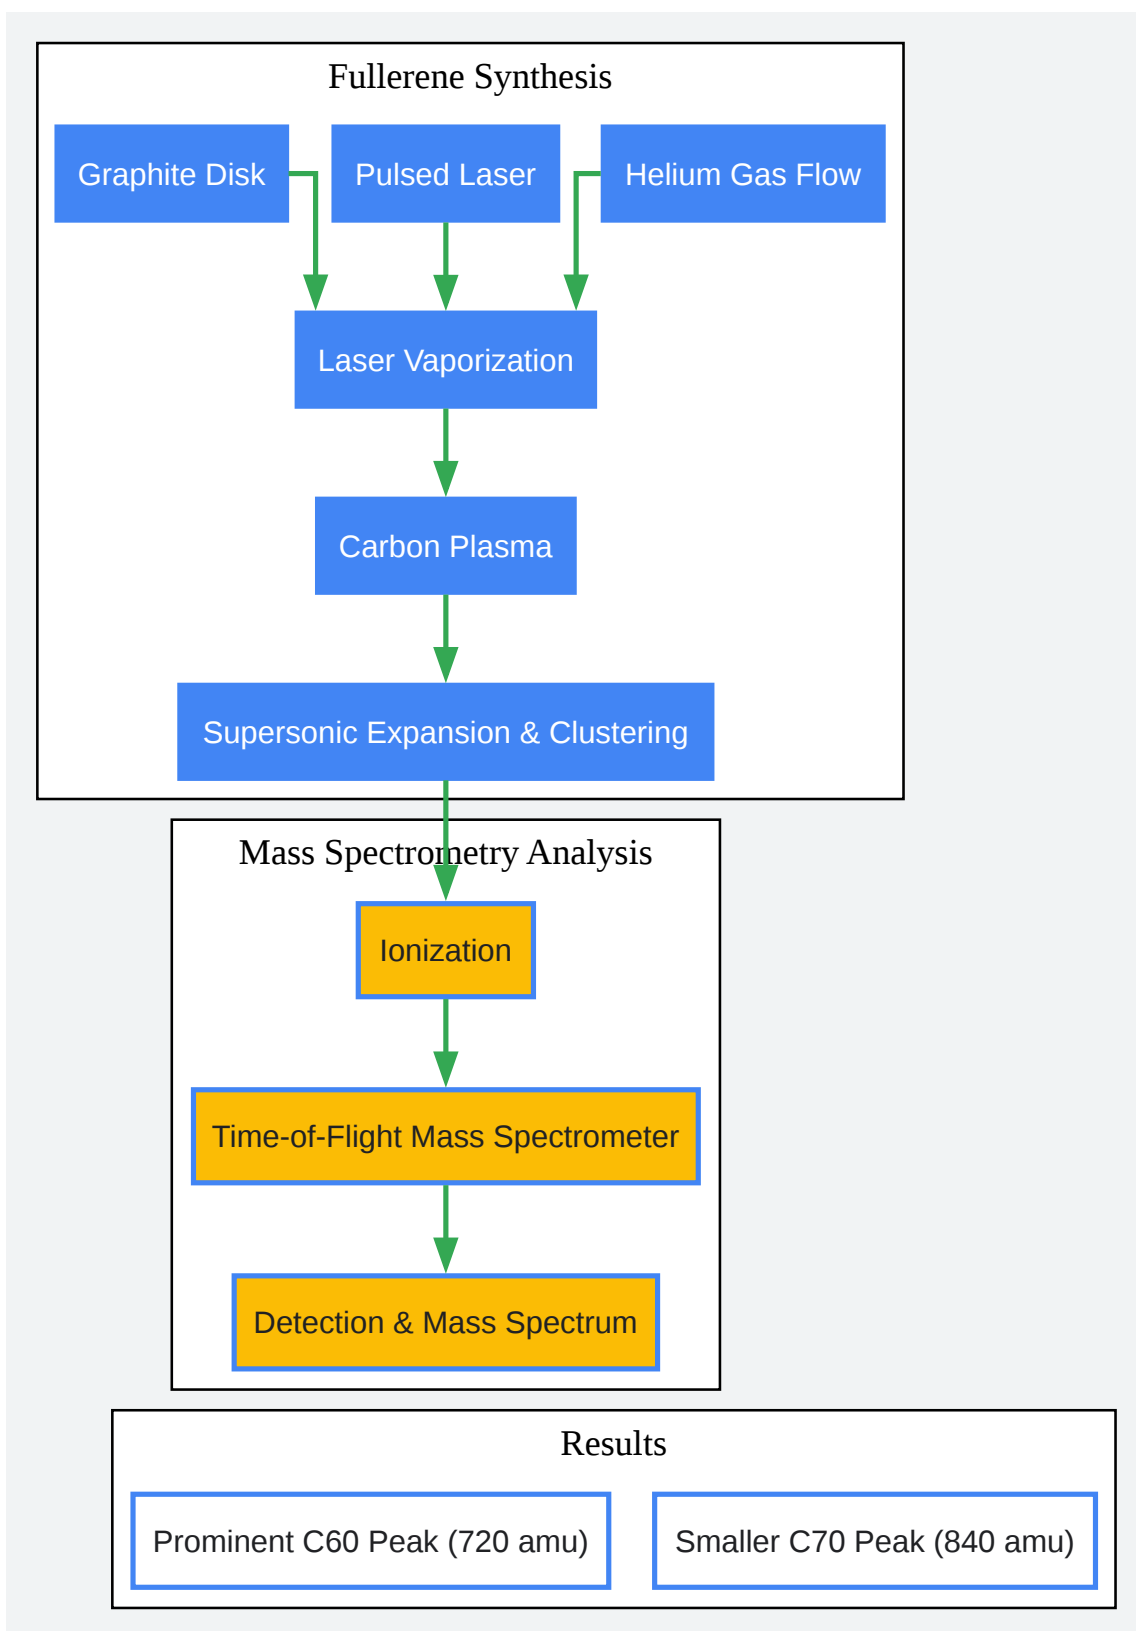 Fullerene Synthesis
Graphite Disk
Pulsed Laser
Helium Gas Flow
Laser Vaporization
Carbon Plasma
Supersonic Expansion & Clustering
Mass Spectrometry Analysis
Ionization
Time-of-Flight Mass Spectrometer
Detection & Mass Spectrum
Results
Prominent C60 Peak (720 amu)
Smaller C70 Peak (840 amu)